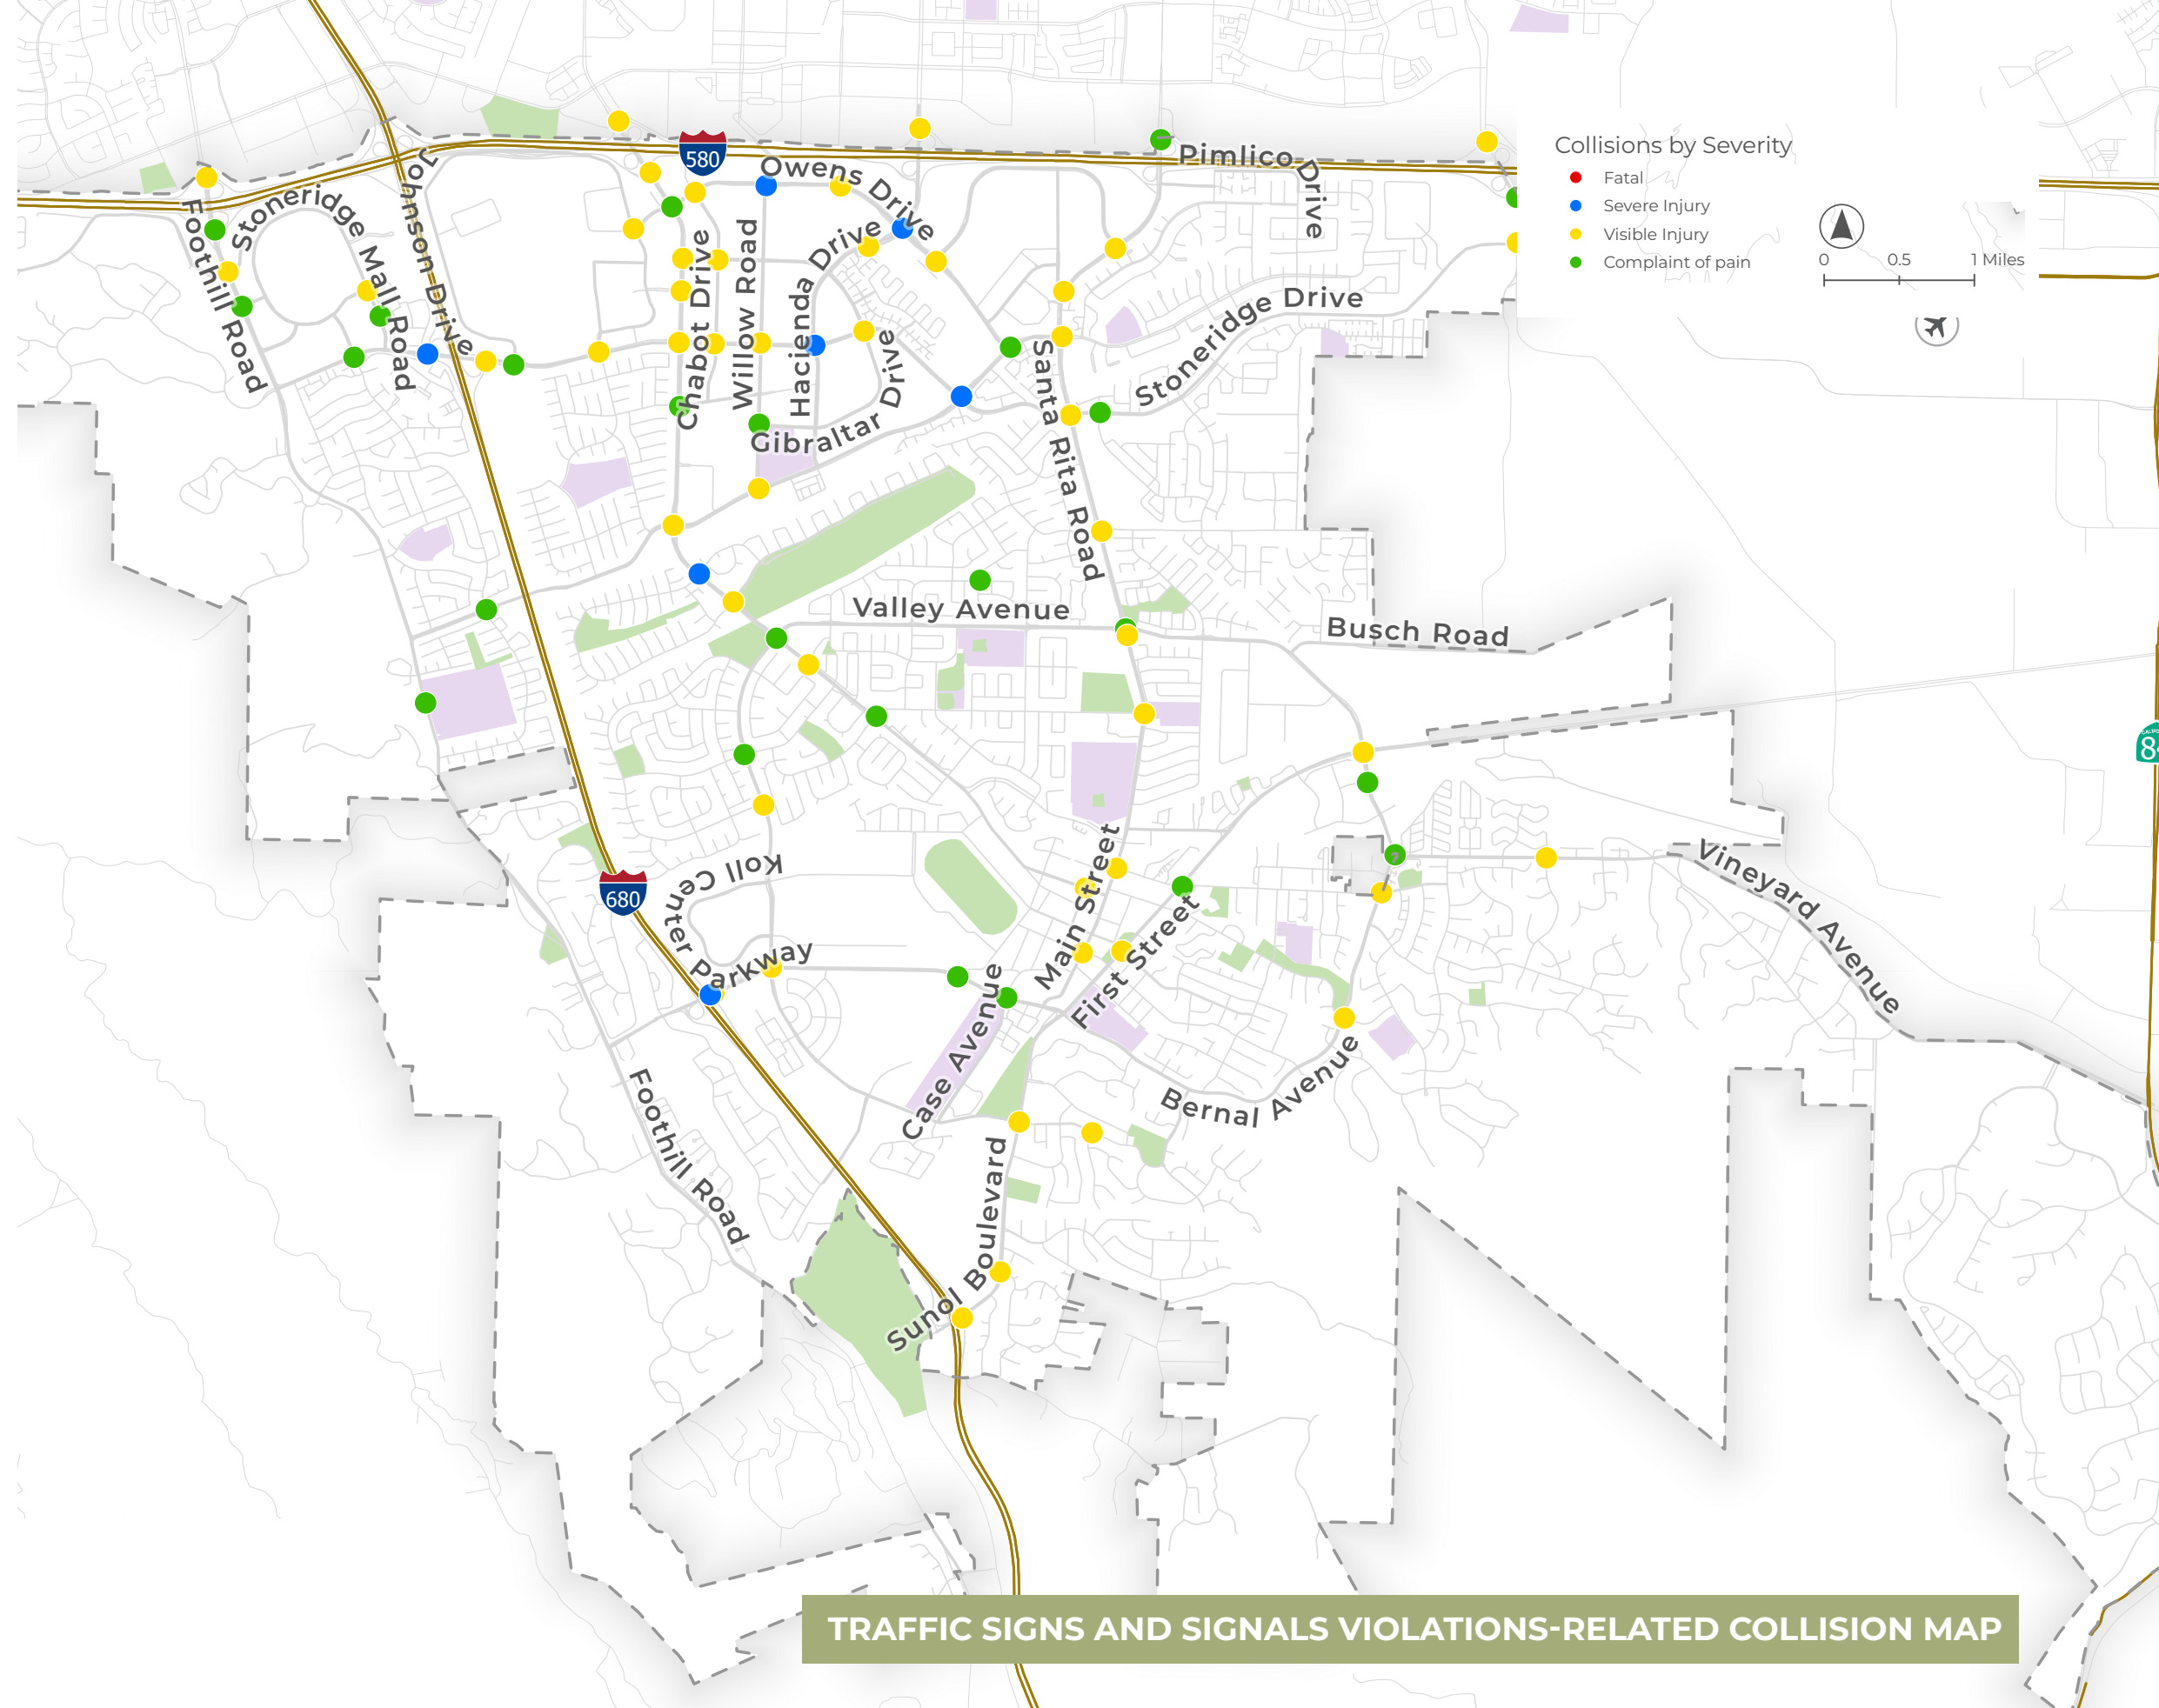 Collisions by Severity
Fatal
Severe Injury
Visible Injury
Complaint of pain
0 0.5 1 Miles
580
Johnson Drive
Owens Drive
Pimlico Drive
Foothill Road
Stoneridge Mall Road
Chabot Drive
Willow Road
Hacienda Drive
Gibraltar Drive
Santa Rita Road
Stoneridge Drive
Valley Avenue
Busch Road
680
Koll Center Parkway
Main Street
First Street
Case Avenue
Vineyard Avenue
Bernal Avenue
Foothill Road
Sunol Boulevard
?
TRAFFIC SIGNS AND SIGNALS VIOLATIONS-RELATED COLLISION MAP